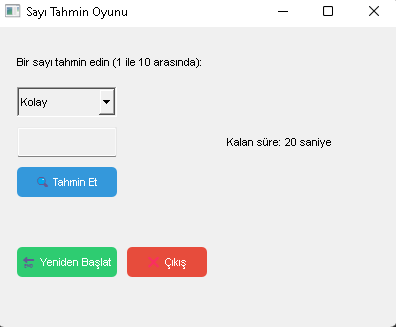 Sayı Tahmin Oyunu
Bir sayı tahmin edin (1 ile 10 arasında):
Kolay
Kalan süre: 20 saniye
Tahmin Et
Yeniden Başlat
Çıkış